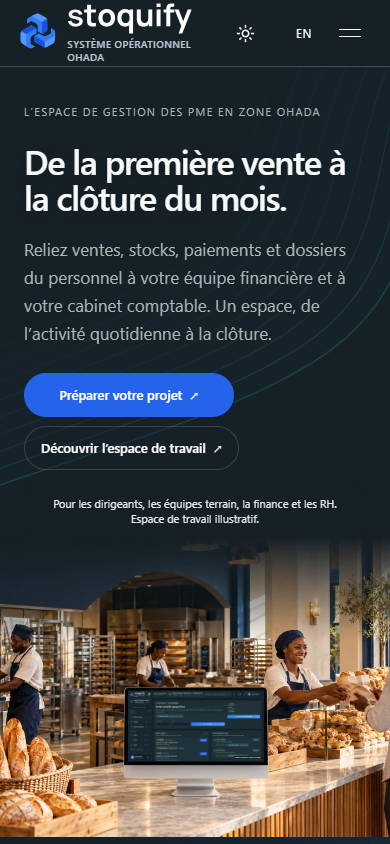 stoquify
SYSTÈME OPÉRATIONNEL
OHADA
EN
L'ESPACE DE GESTION DES PME EN ZONE OHADA
De la première vente à
la clôture du mois.
Reliez ventes, stocks, paiements et dossiers
du personnel à votre équipe financière et à
votre cabinet comptable. Un espace, de
l'activité quotidienne à la clôture.
Préparer votre projet ↗
Découvrir l'espace de travail ↗
Pour les dirigeants, les équipes terrain, la finance et les RH.
Espace de travail illustratif.